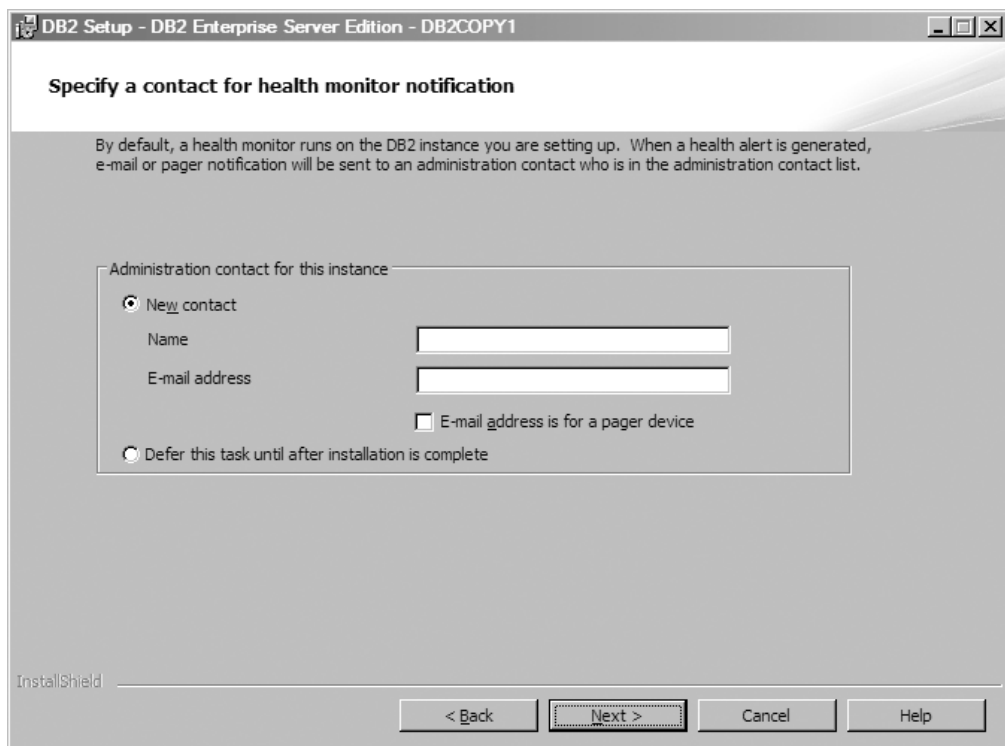 DB2 Setup - DB2 Enterprise Server Edition - DB2COPY1
Specify a contact for health monitor notification
By default, a health monitor runs on the DB2 instance you are setting up. When a health alert is generated,
e-mail or pager notification will be sent to an administration contact who is in the administration contact list.
Administration contact for this instance
New contact
Name
E-mail address
E-mail address is for a pager device
Defer this task until after installation is complete
InstallShield
< Back
Next >
Cancel
Help